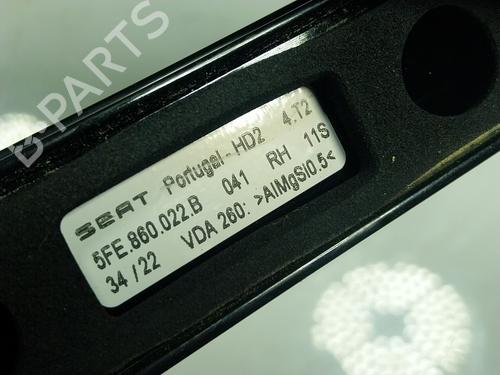 B-PARTS
SEAT Portugal - HD2 4.T2
5FE.860.022.B 041 RH 11S
34 / 22 VDA 260: >AlMgSi0.5<